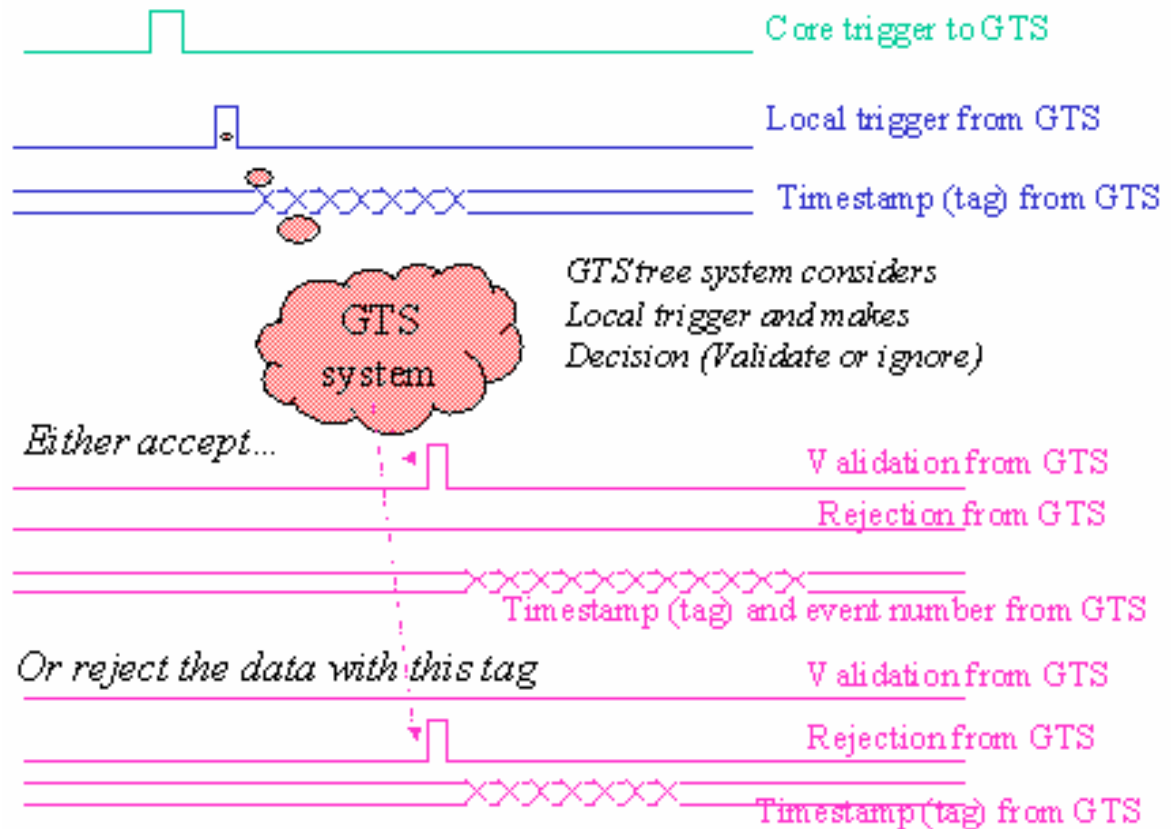 Core trigger to GTS
Local trigger from GTS
Timestamp (tag) from GTS
GTS tree system considers
Local trigger and makes
Decision (Validate or ignore)
GTS
system
Either accept...
Validation from GTS
Rejection from GTS
Timestamp (tag) and event number from GTS
Or reject the data with this tag
Validation from GTS
Rejection from GTS
Timestamp (tag) from GTS